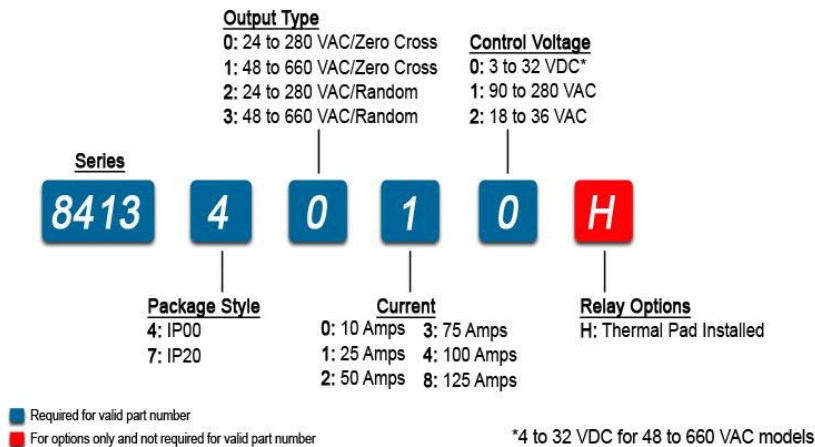 Output Type
0: 24 to 280 VAC/Zero Cross
1: 48 to 660 VAC/Zero Cross
2: 24 to 280 VAC/Random
3: 48 to 660 VAC/Random
Control Voltage
0: 3 to 32 VDC*
1: 90 to 280 VAC
2: 18 to 36 VAC
Series
8413 4 0 1 0 H
Package Style
4: IP00
7: IP20
Current
0: 10 Amps 3: 75 Amps
1: 25 Amps 4: 100 Amps
2: 50 Amps 8: 125 Amps
Relay Options
H: Thermal Pad Installed
Required for valid part number
For options only and not required for valid part number
*4 to 32 VDC for 48 to 660 VAC models